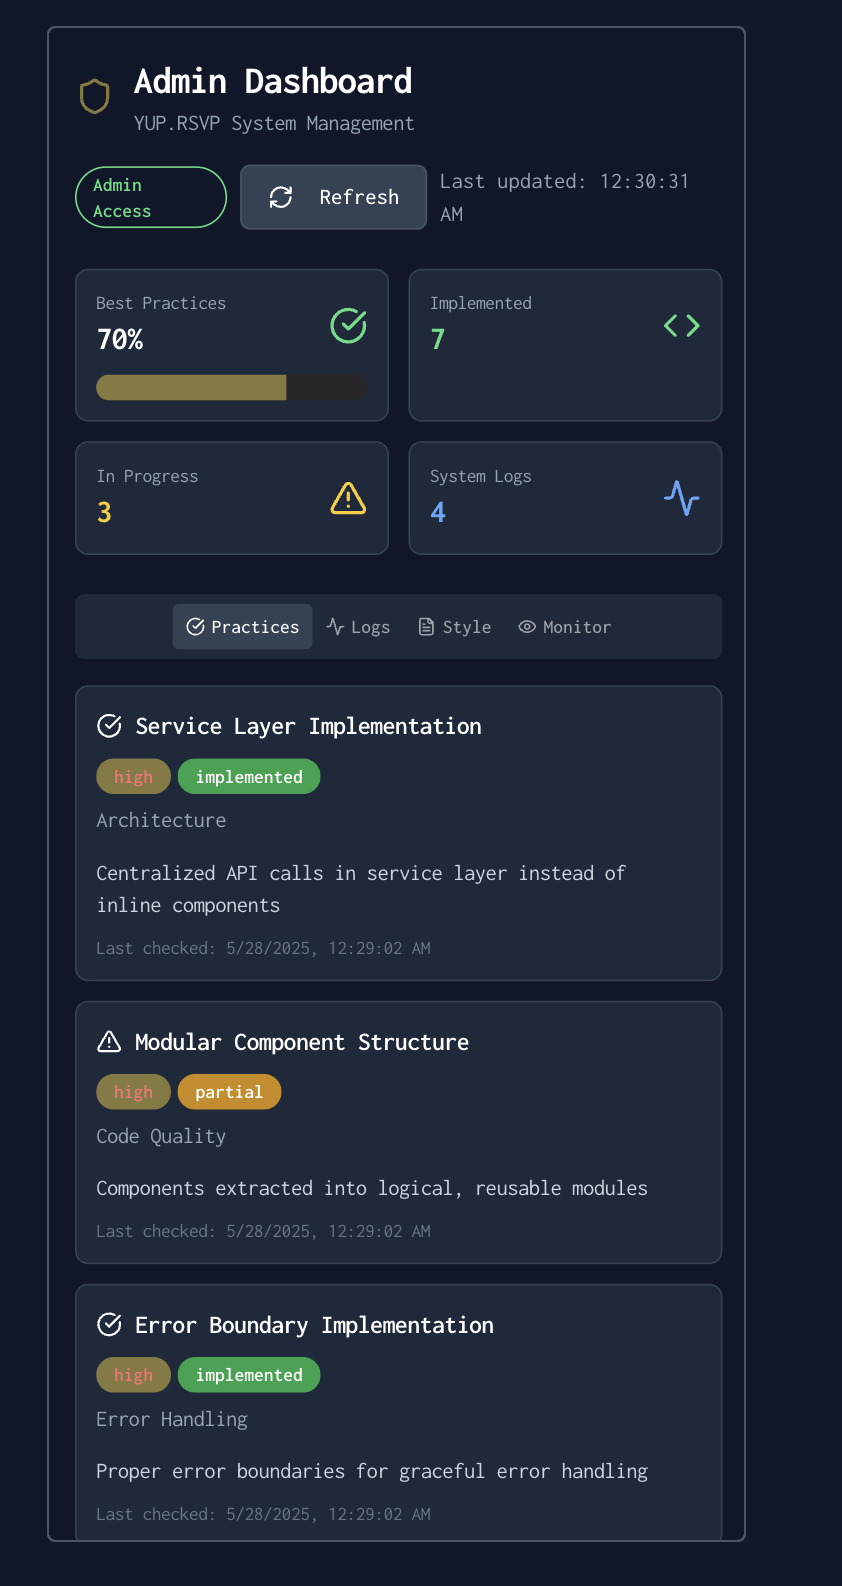 Admin Dashboard
YUP.RSVP System Management
Admin
Access
Refresh
Last updated: 12:30:31
AM
Best Practices
70%
Implemented
7
In Progress
3
System Logs
4
Practices Logs Style Monitor
Service Layer Implementation
high implemented
Architecture
Centralized API calls in service layer instead of
inline components
Last checked: 5/28/2025, 12:29:02 AM
Modular Component Structure
high partial
Code Quality
Components extracted into logical, reusable modules
Last checked: 5/28/2025, 12:29:02 AM
Error Boundary Implementation
high implemented
Error Handling
Proper error boundaries for graceful error handling
Last checked: 5/28/2025, 12:29:02 AM